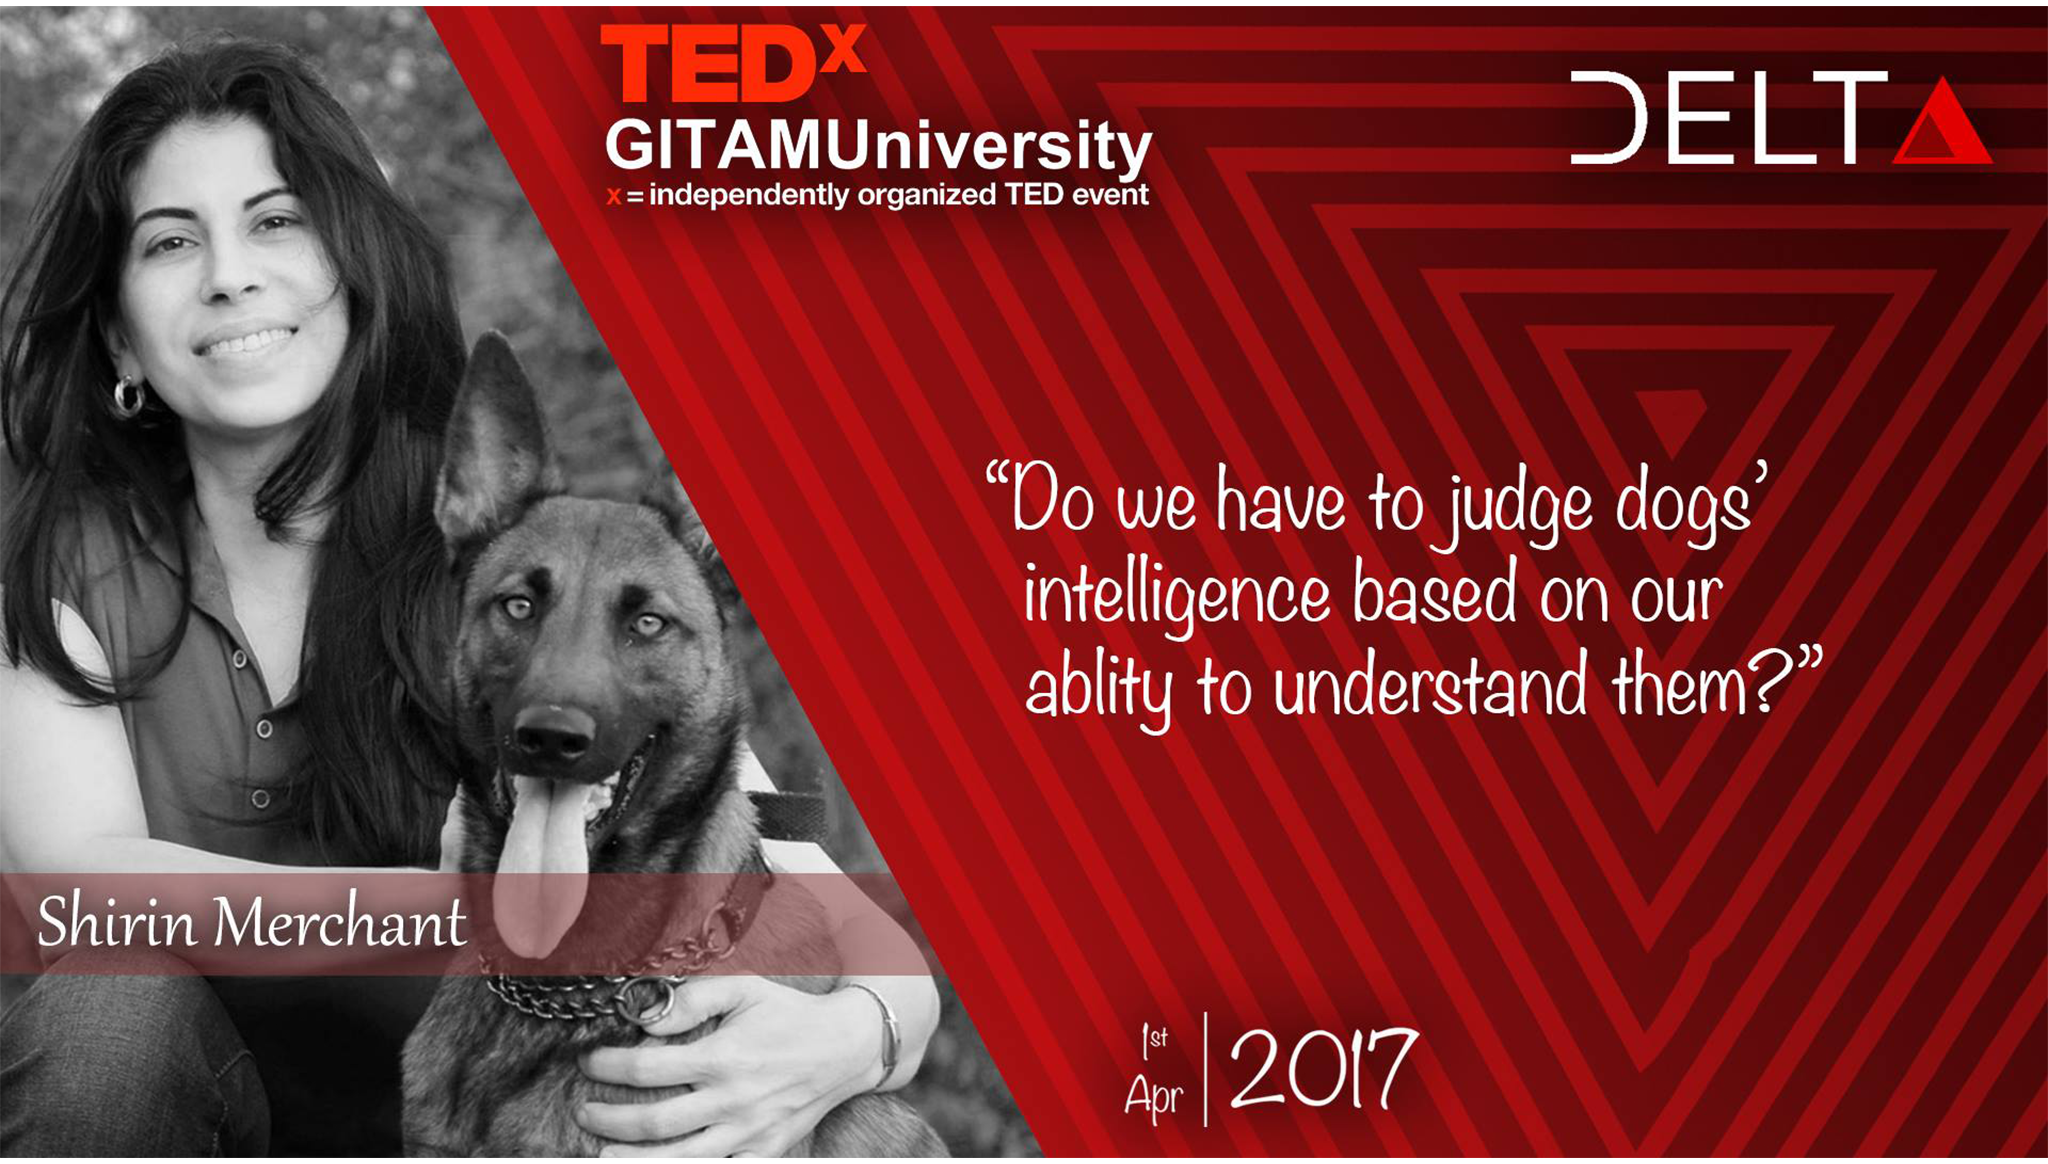 TEDx
GITAMUniversity
x = independently organized TED event
DELTA
“Do we have to judge dogs’
intelligence based on our
ablity to understand them?”
Shirin Merchant
1st
Apr
2017